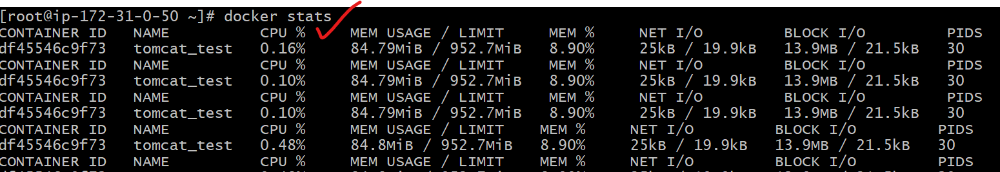 [root@ip-172-31-0-50 ~]# docker stats
CONTAINER ID NAME CPU % MEM USAGE / LIMIT MEM % NET I/O BLOCK I/O PIDS
df45546c9f73 tomcat_test 0.16% 84.79MiB / 952.7MiB 8.90% 25kB / 19.9kB 13.9MB / 21.5kB 30
CONTAINER ID NAME CPU % MEM USAGE / LIMIT MEM % NET I/O BLOCK I/O PIDS
df45546c9f73 tomcat_test 0.10% 84.79MiB / 952.7MiB 8.90% 25kB / 19.9kB 13.9MB / 21.5kB 30
CONTAINER ID NAME CPU % MEM USAGE / LIMIT MEM % NET I/O BLOCK I/O PIDS
df45546c9f73 tomcat_test 0.10% 84.79MiB / 952.7MiB 8.90% 25kB / 19.9kB 13.9MB / 21.5kB 30
CONTAINER ID NAME CPU % MEM USAGE / LIMIT MEM % NET I/O BLOCK I/O PIDS
df45546c9f73 tomcat_test 0.48% 84.8MiB / 952.7MiB 8.90% 25kB / 19.9kB 13.9MB / 21.5kB 30
CONTAINER ID NAME CPU % MEM USAGE / LIMIT MEM % NET I/O BLOCK I/O PIDS